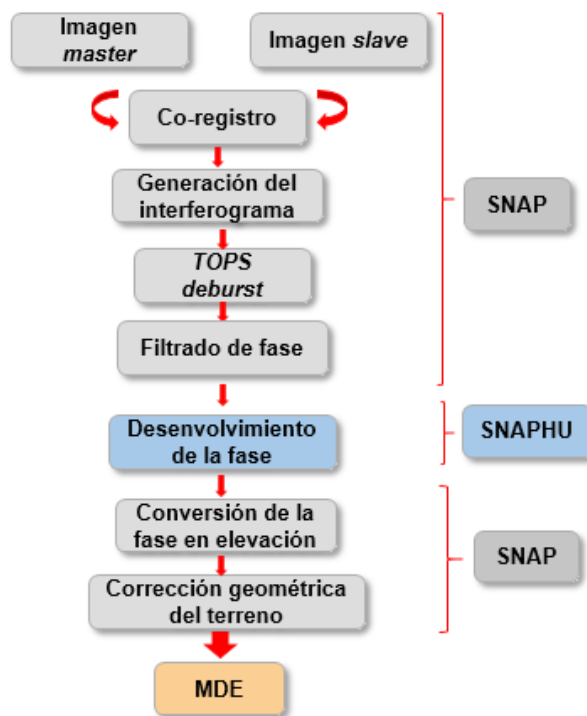 Imagen
master
Imagen slave
Co-registro
Generación del
interferograma
SNAP
TOPS
deburst
Filtrado de fase
Desenvolvimiento
de la fase
SNAPHU
Conversión de la
fase en elevación
SNAP
Corrección geométrica
del terreno
MDE